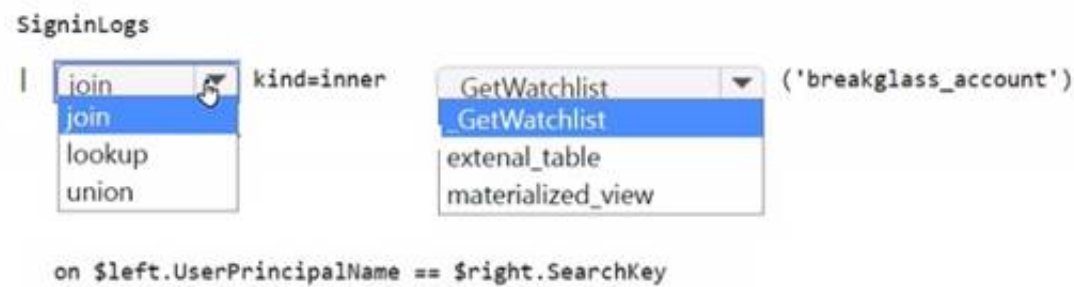 SigninLogs
| join kind=inner _GetWatchlist ('breakglass_account')
join _GetWatchlist
lookup extenal_table
union materialized_view
on $left.UserPrincipalName == $right.SearchKey